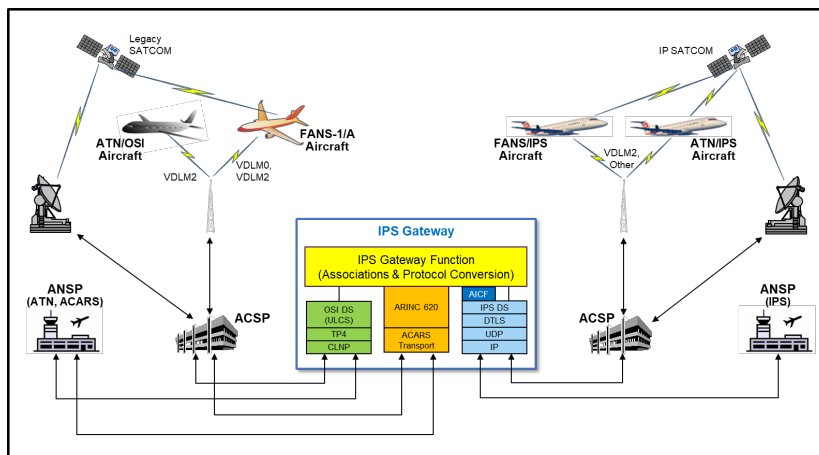 Legacy
SATCOM
IP SATCOM
ATN/OSI
Aircraft
FANS-1/A
Aircraft
FANS/IPS
Aircraft
ATN/IPS
Aircraft
VDLM2
VDLM0,
VDLM2
VDLM2,
Other
IPS Gateway
IPS Gateway Function
(Associations & Protocol Conversion)
OSI DS
(ULCS)
TP4
CLNP
ARINC 620
ACARS
Transport
AICF
IPS DS
DTLS
UDP
IP
ANSP
(ATN, ACARS)
ACSP
ACSP
ANSP
(IPS)